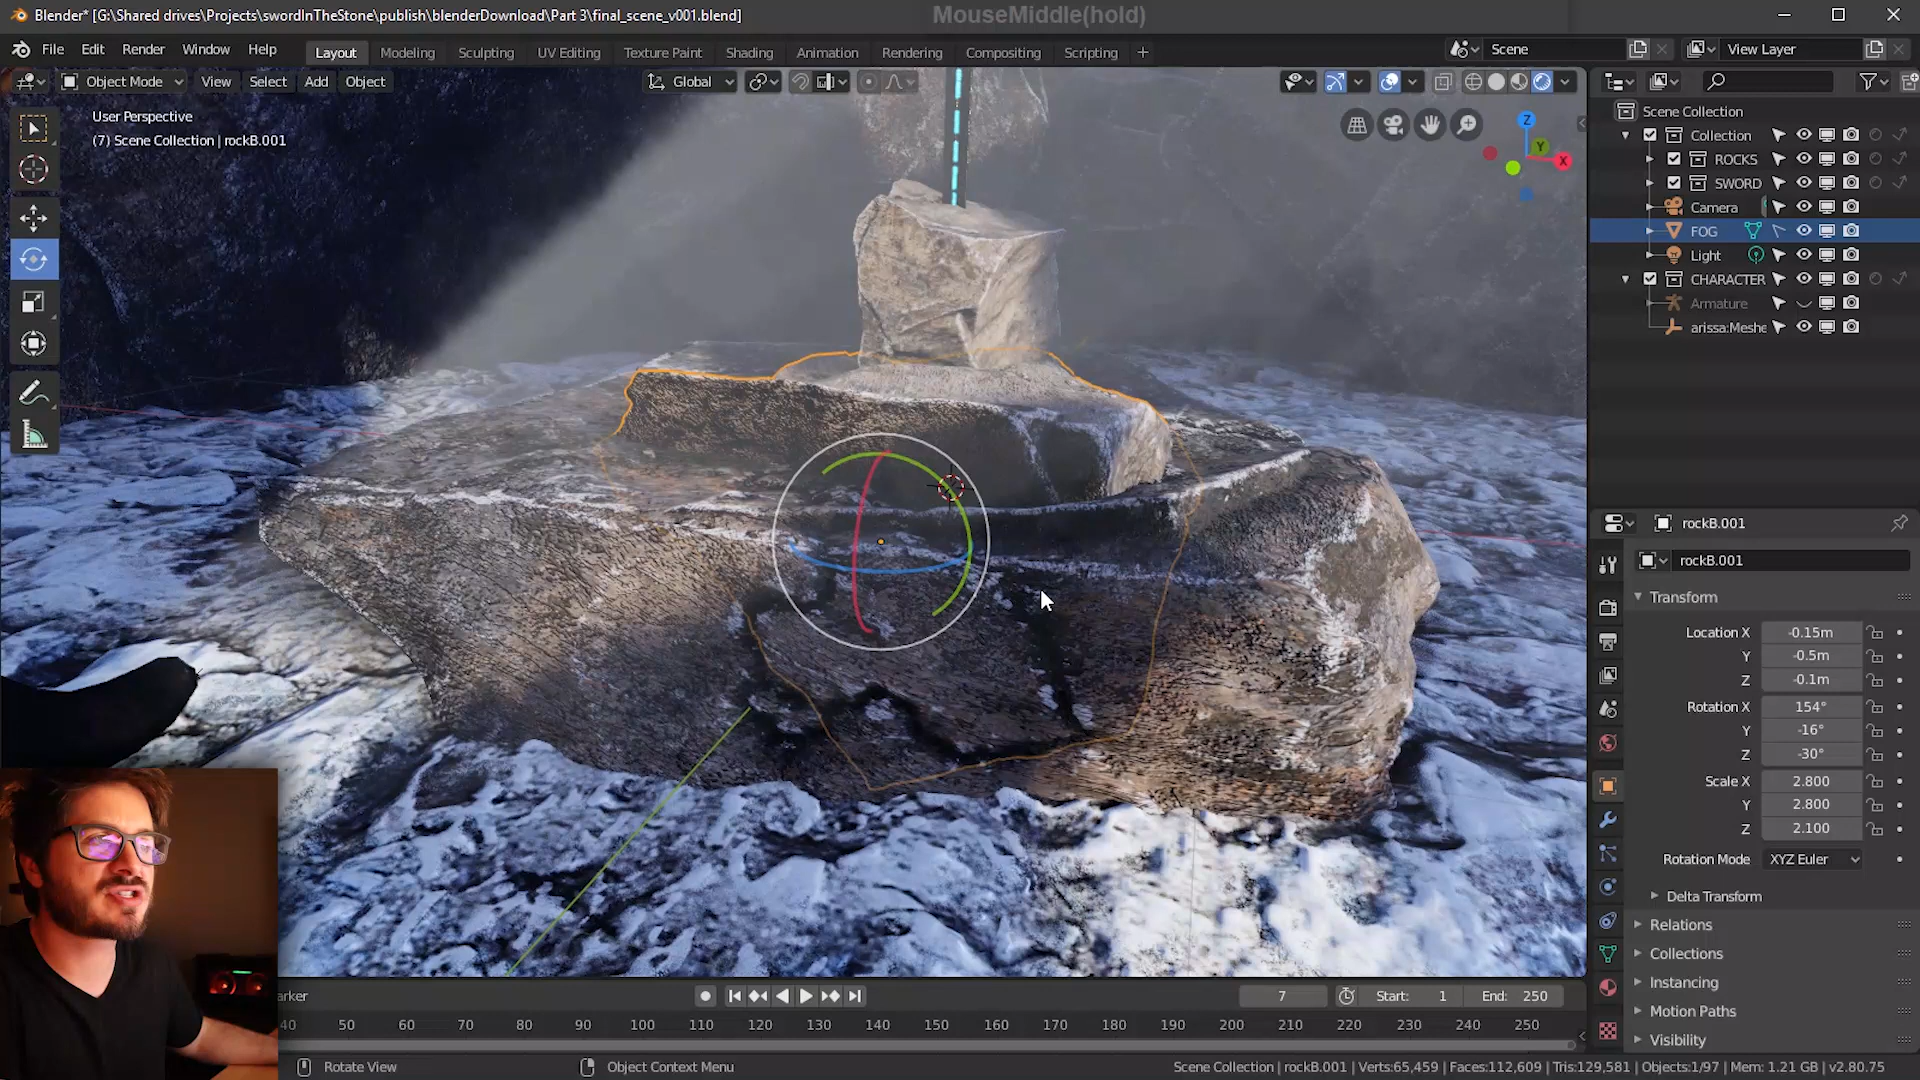 Blender* [G:\Shared drives\Projects\swordInTheStone\publish\blenderDownload\Part 3\final_scene_v001.blend]
MouseMiddle(hold)
File Edit Render Window Help
Layout Modeling Sculpting UV Editing Texture Paint Shading Animation Rendering Compositing Scripting +
Scene
View Layer
Object Mode View Select Add Object
Global
User Perspective
(7) Scene Collection | rockB.001
Z
Y
X
Scene Collection
Collection
ROCKS
SWORD
Camera
FOG
Light
CHARACTER
Armature
arissa:Meshe
rockB.001
rockB.001
Transform
Location X -0.15m
Y -0.5m
Z -0.1m
Rotation X 154°
Y -16°
Z -30°
Scale X 2.800
Y 2.800
Z 2.100
Rotation Mode XYZ Euler
Delta Transform
Relations
Collections
Instancing
Motion Paths
Visibility
arker
7 Start: 1 End: 250
40 50 60 70 80 90 100 110 120 130 140 150 160 170 180 190 200 210 220 230 240 250
Rotate View
Object Context Menu
Scene Collection | rockB.001 | Verts:65,459 | Faces:112,609 | Tris:129,581 | Objects:1/97 | Mem: 1.21 GB | v2.80.75